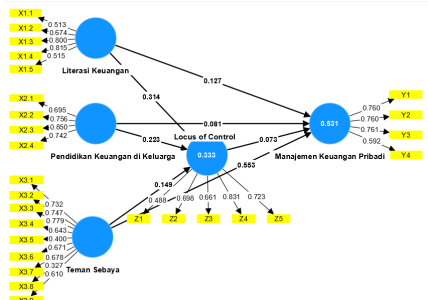 X1.1
X1.2
X1.3
X1.4
X1.5
0.513
0.674
0.800
0.815
0.515
Literasi Keuangan
0.127
0.314
X2.1
X2.2
X2.3
X2.4
0.695
0.756
0.850
0.742
Pendidikan Keuangan di Keluarga
0.081
0.223
Locus of Control
0.333
0.073
0.553
0.531
Manajemen Keuangan Pribadi
0.760
0.760
0.761
0.592
Y1
Y2
Y3
Y4
0.149
0.488
0.698
0.661
0.831
0.723
Z1
Z2
Z3
Z4
Z5
X3.1
X3.2
X3.3
X3.4
X3.5
X3.6
X3.7
X3.8
0.732
0.747
0.779
0.643
0.400
0.671
0.678
0.327
0.610
Teman Sebaya